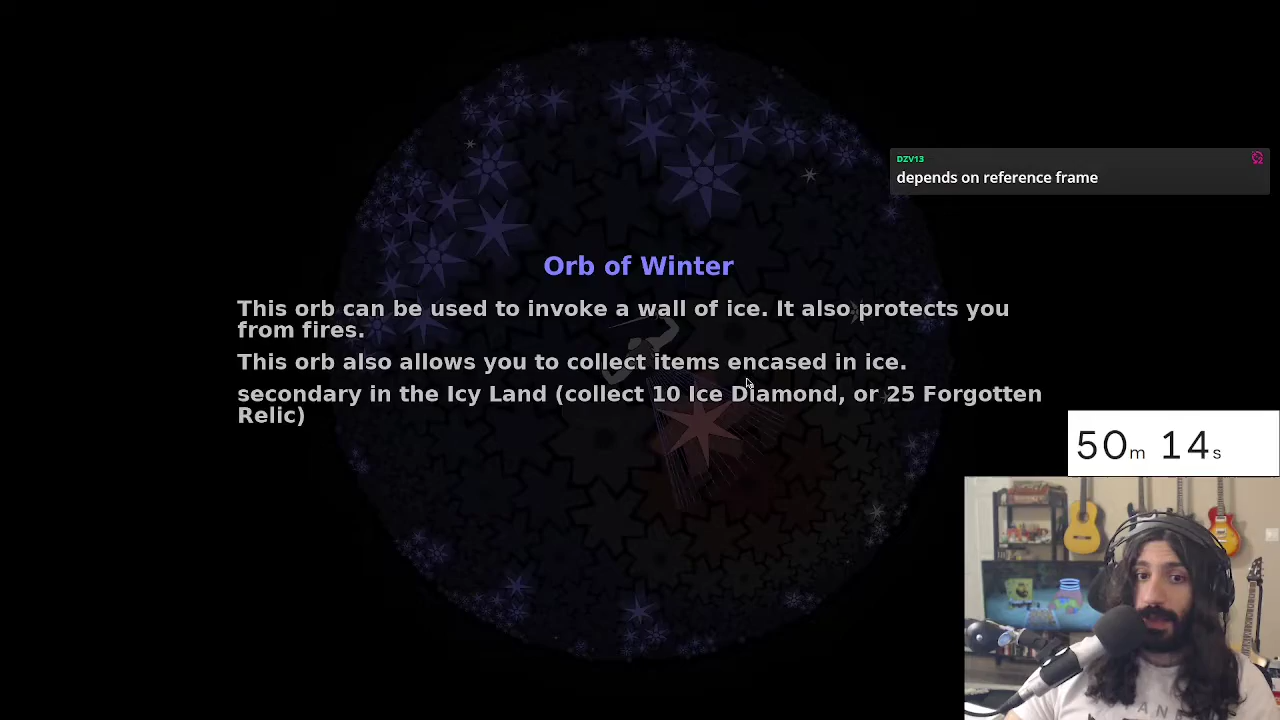 DZV13
depends on reference frame
Orb of Winter
This orb can be used to invoke a wall of ice. It also protects you
from fires.
This orb also allows you to collect items encased in ice.
secondary in the Icy Land (collect 10 Ice Diamond, or 25 Forgotten
Relic)
50m 14s